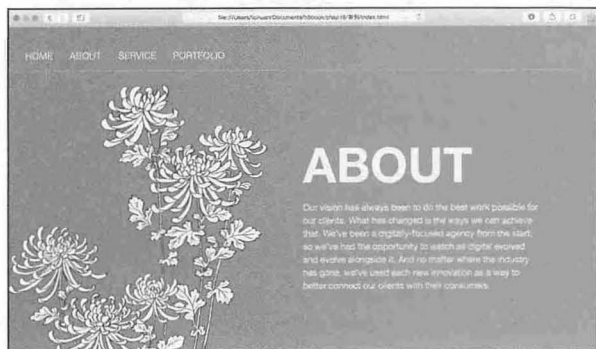 HOME ABOUT SERVICE PORTFOLIO
ABOUT
Our vision has always been to do the best work possible for
our clients. What has changed is the ways we can achieve
that. We've been a digitally-focused agency from the start,
so we've had the opportunity to watch as digital evolved
and evolve alongside it. And no matter where the industry
has gone, we've used each new innovation as a way to
better connect our clients with their consumers.